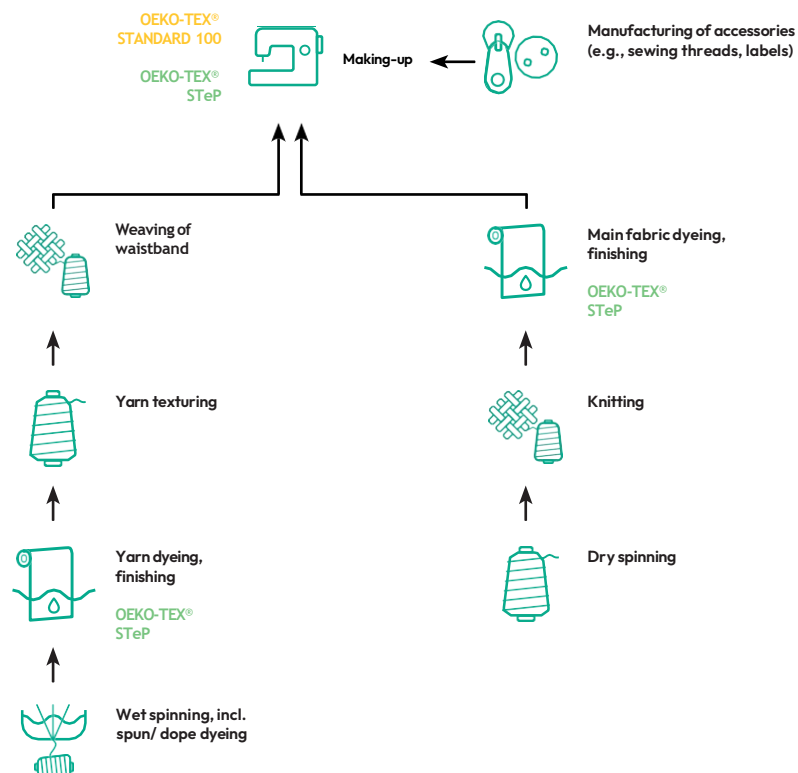 OEKO-TEX®
STANDARD 100
OEKO-TEX®
STeP
Making-up
Manufacturing of accessories
(e.g., sewing threads, labels)
Weaving of
waistband
Main fabric dyeing,
finishing
OEKO-TEX®
STeP
Yarn texturing
Knitting
Yarn dyeing,
finishing
OEKO-TEX®
STeP
Dry spinning
Wet spinning, incl.
spun/ dope dyeing